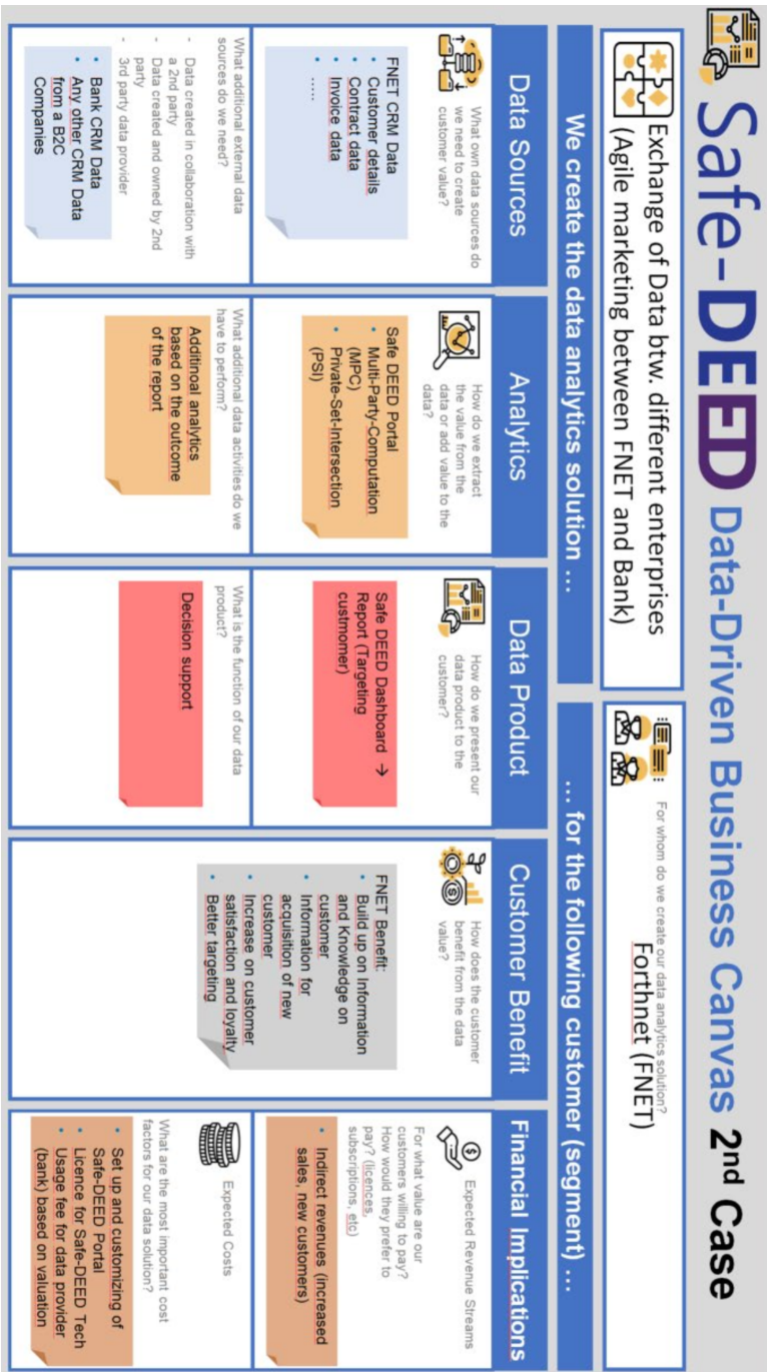 Safe-DEED Data-Driven Business Canvas 2nd Case
Exchange of Data btw. different enterprises
(Agile marketing between FNET and Bank)
For whom do we create our data analytics solution?
Forthnet (FNET)
We create the data analytics solution ...
... for the following customer (segment) ...
Data Sources
What own data sources do
we need to create
customer value?
FNET CRM Data
• Customer details
• Contract data
• Invoice data
• .....
What additional external data
sources do we need?
- Data created in collaboration with
a 2nd party
- Data created and owned by 2nd
party
- 3rd party data provider
• Bank CRM Data
• Any other CRM Data
from a B2C
Companies
Analytics
How do we extract
the value from the
data or add value to the
data?
Safe DEED Portal
• Multi-Party-Computation
(MPC)
• Private-Set-Intersection
(PSI)
What additional data activities do we
have to perform?
Additinoal analytics
based on the outcome
of the report
Data Product
How do we present our
data product to the
customer?
Safe DEED Dashboard →
Report (Targeting
custmomer)
What is the function of our data
product?
Decision support
Customer Benefit
How does the customer
benefit from the data
value?
FNET Benefit:
• Build up on Information
and Knowledge on
customer
• Information for
acquisition of new
customer
• Increase on customer
satisfaction and loyalty
• Better targeting
Financial Implications
Expected Revenue Streams
For what value are our
customers willing to pay?
How would they prefer to
pay? (licences,
subscriptions, etc)
• Indirect revenues (increased
sales, new customers)
Expected Costs
What are the most important cost
factors for our data solution?
• Set up and customizing of
Safe-DEED Portal
• Licence for Safe-DEED Tech
• Usage fee for data provider
(bank) based on valuation